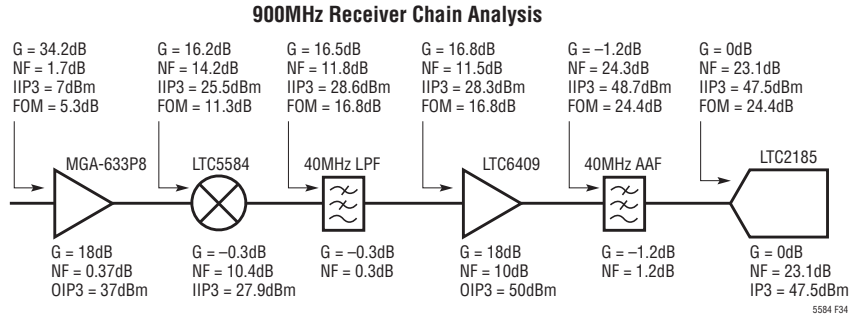 900MHz Receiver Chain Analysis
G = 34.2dB
NF = 1.7dB
IIP3 = 7dBm
FOM = 5.3dB
G = 16.2dB
NF = 14.2dB
IIP3 = 25.5dBm
FOM = 11.3dB
G = 16.5dB
NF = 11.8dB
IIP3 = 28.6dBm
FOM = 16.8dB
G = 16.8dB
NF = 11.5dB
IIP3 = 28.3dBm
FOM = 16.8dB
G = –1.2dB
NF = 24.3dB
IIP3 = 48.7dBm
FOM = 24.4dB
G = 0dB
NF = 23.1dB
IIP3 = 47.5dBm
FOM = 24.4dB
MGA-633P8
LTC5584
40MHz LPF
LTC6409
40MHz AAF
LTC2185
G = 18dB
NF = 0.37dB
OIP3 = 37dBm
G = –0.3dB
NF = 10.4dB
IIP3 = 27.9dBm
G = –0.3dB
NF = 0.3dB
G = 18dB
NF = 10dB
OIP3 = 50dBm
G = –1.2dB
NF = 1.2dB
G = 0dB
NF = 23.1dB
IP3 = 47.5dBm
5584 F34